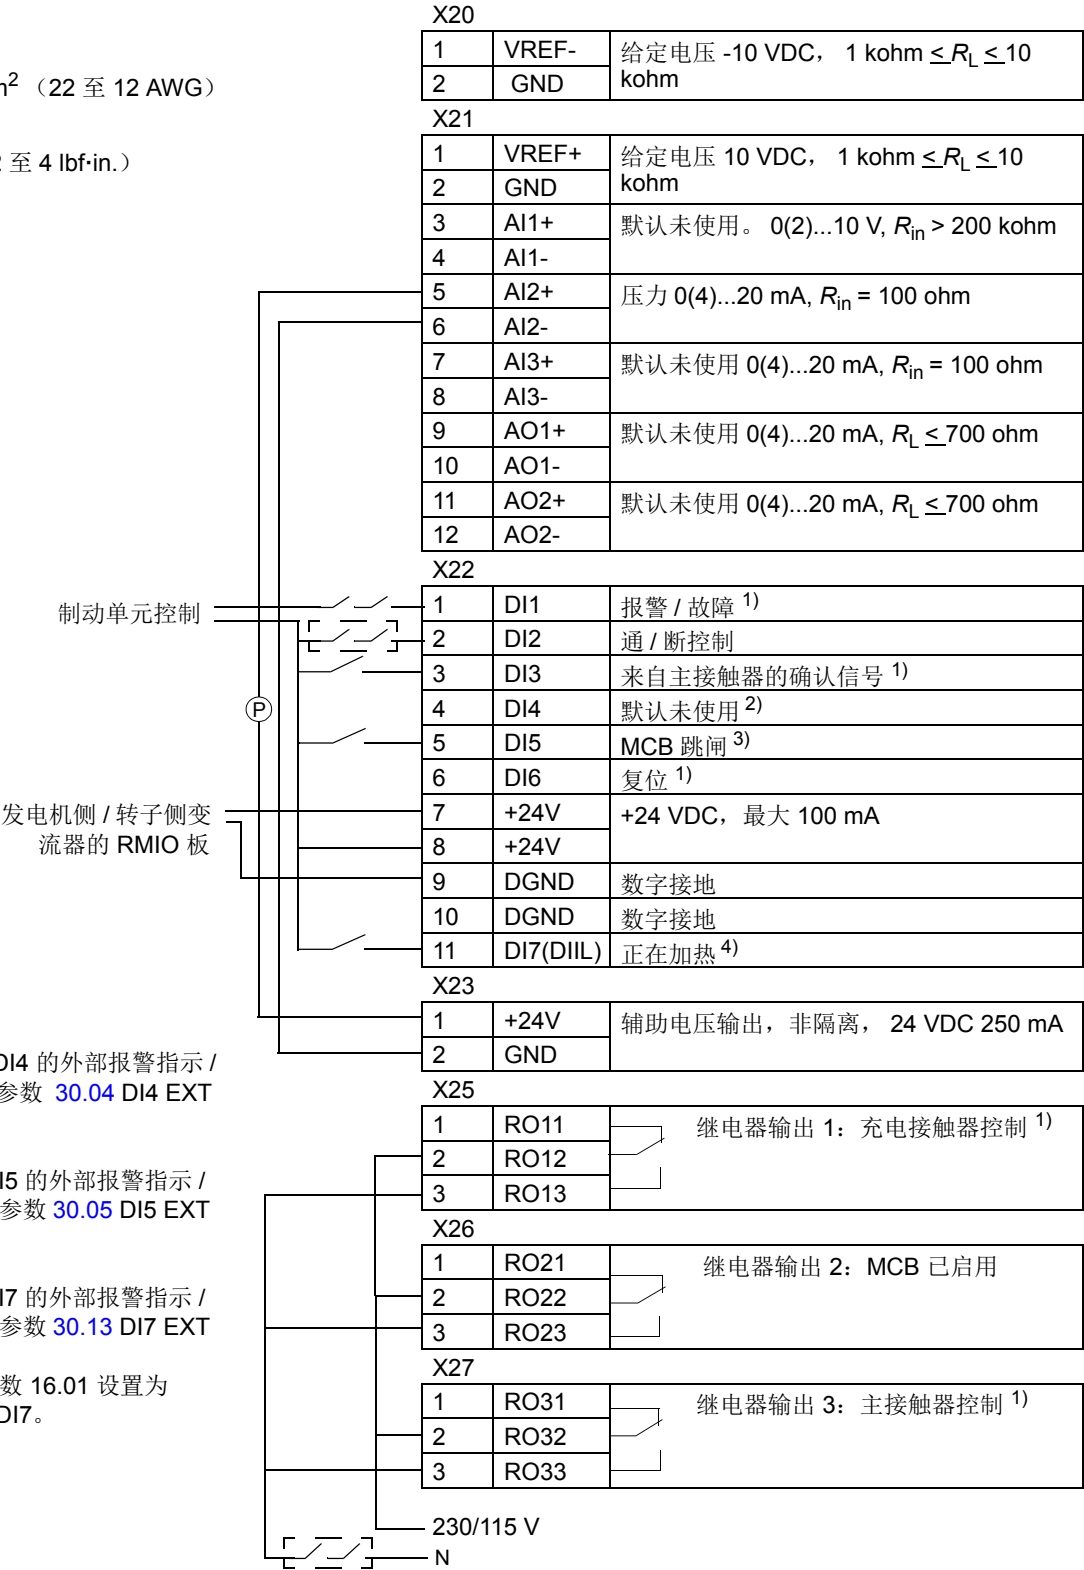 X20
1 VREF- 给定电压 -10 VDC， 1 kohm ≤ RL ≤ 10
kohm
2 GND
m² （22 至 12 AWG）
X21
1 VREF+ 给定电压 10 VDC， 1 kohm ≤ RL ≤ 10
kohm
至 4 lbf·in.）
2 GND
3 AI1+ 默认未使用。 0(2)...10 V, Rin > 200 kohm
4 AI1-
5 AI2+ 压力 0(4)...20 mA, Rin = 100 ohm
6 AI2-
7 AI3+ 默认未使用 0(4)...20 mA, Rin = 100 ohm
8 AI3-
9 AO1+ 默认未使用 0(4)...20 mA, RL ≤ 700 ohm
10 AO1-
11 AO2+ 默认未使用 0(4)...20 mA, RL ≤ 700 ohm
12 AO2-
X22
制动单元控制
1 DI1 报警 / 故障 1)
2 DI2 通 / 断控制
3 DI3 来自主接触器的确认信号 1)
P
4 DI4 默认未使用 2)
5 DI5 MCB 跳闸 3)
6 DI6 复位 1)
发电机侧 / 转子侧变
流器的 RMIO 板
7 +24V +24 VDC，最大 100 mA
8 +24V
9 DGND 数字接地
10 DGND 数字接地
11 DI7(DIIL) 正在加热 4)
X23
1 +24V 辅助电压输出，非隔离， 24 VDC 250 mA
2 GND
DI4 的外部报警指示 /
参数 30.04 DI4 EXT
X25
1 RO11 继电器输出 1：充电接触器控制 1)
2 RO12
3 RO13
I5 的外部报警指示 /
参数 30.05 DI5 EXT
X26
1 RO21 继电器输出 2：MCB 已启用
2 RO22
3 RO23
I7 的外部报警指示 /
参数 30.13 DI7 EXT
X27
数 16.01 设置为
DI7。
1 RO31 继电器输出 3：主接触器控制 1)
2 RO32
3 RO33
230/115 V
N